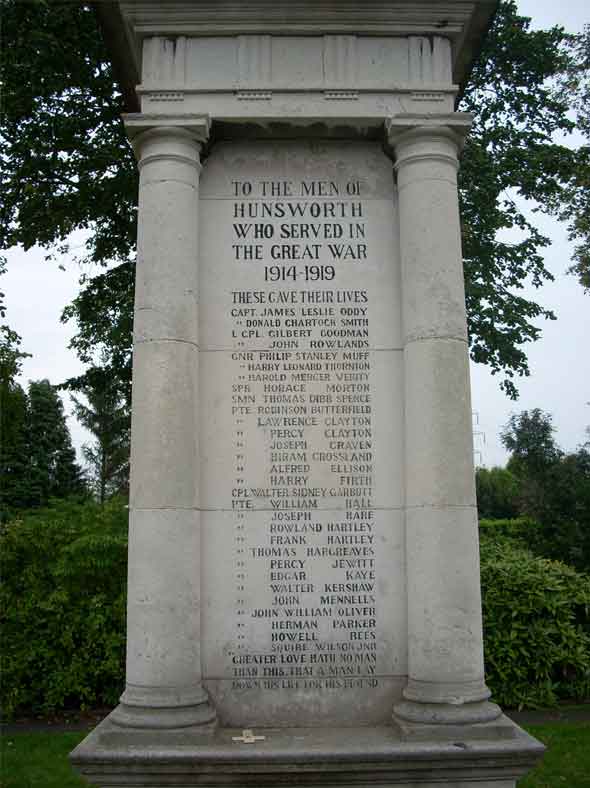 TO THE MEN OF
HUNSWORTH
WHO SERVED IN
THE GREAT WAR
1914-1919
THESE GAVE THEIR LIVES
CAPT. JAMES LESLIE ODDY
" DONALD CHARTOCK SMITH
L CPL. GILBERT GOODMAN
" JOHN ROWLANDS
GNR PHILIP STANLEY MUFF
" HARRY LEONARD THORNTON
" HAROLD MERCER VERITY
SPR HORACE MORTON
SMN THOMAS DIBB SPENCE
PTE. ROBINSON BUTTERFIELD
" LAWRENCE CLAYTON
" PERCY CLAYTON
" JOSEPH CRAVEN
" HIRAM CROSSLAND
" ALFRED ELLISON
" HARRY FIRTH
CPL. WALTER SIDNEY GARBUTT
PTE. WILLIAM HALL
" JOSEPH HARE
" ROWLAND HARTLEY
" FRANK HARTLEY
" THOMAS HARGREAVES
" PERCY JEWITT
" EDGAR KAYE
" WALTER KERSHAW
" JOHN MENNELLS
" JOHN WILLIAM OLIVER
" HERMAN PARKER
" HOWELL REES
" SQUIRE WILSON JNR
"GREATER LOVE HATH NO MAN
THAN THIS, THAT A MAN LAY
DOWN HIS LIFE FOR HIS FRIEND